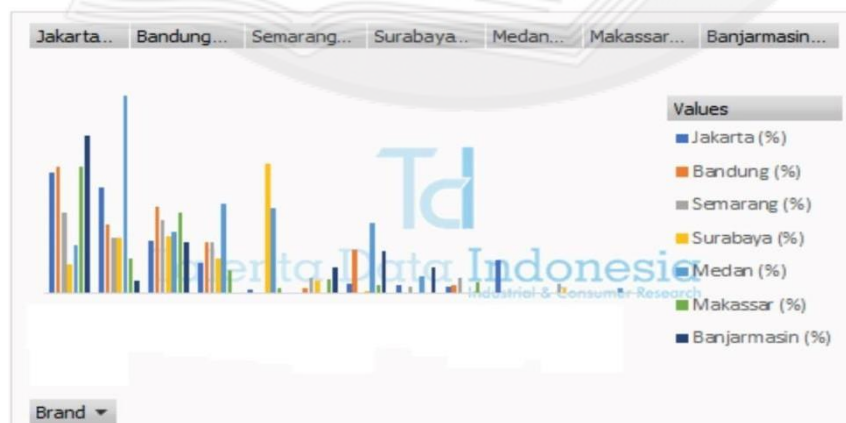 Jakarta... Bandung... Semarang... Surabaya... Medan... Makassar... Banjarmasin...
Values
Jakarta (%)
Bandung (%)
Semarang (%)
Surabaya (%)
Medan (%)
Makassar (%)
Banjarmasin (%)
Td
Data Indonesia
Industrial & Consumer Research
Brand